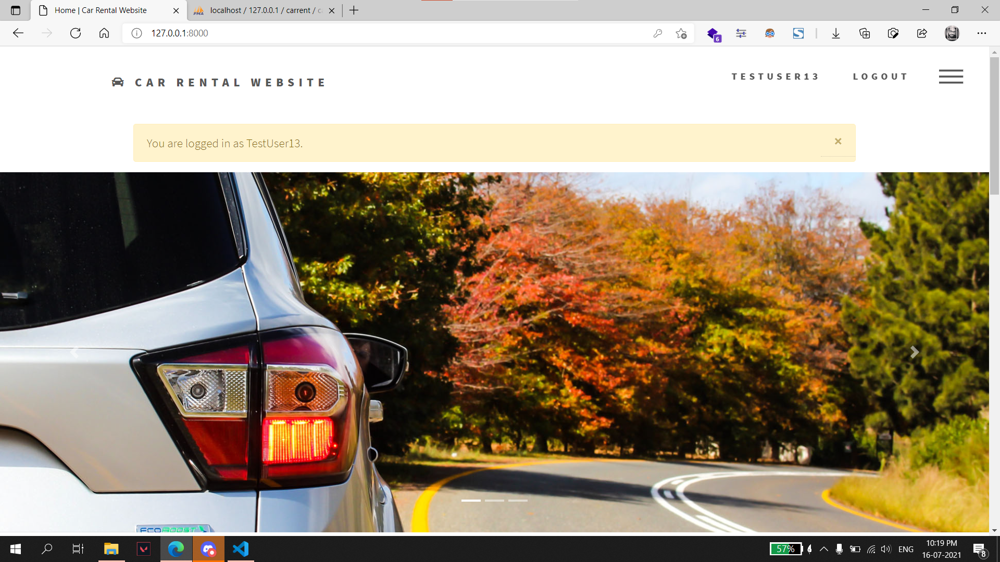 Home | Car Rental Website
localhost / 127.0.0.1 / carrent / c
PMA
127.0.0.1:8000
6
CAR RENTAL WEBSITE
TESTUSER13
LOGOUT
You are logged in as TestUser13.
×
ECOBOOST
57%
ENG
10:19 PM
16-07-2021
8